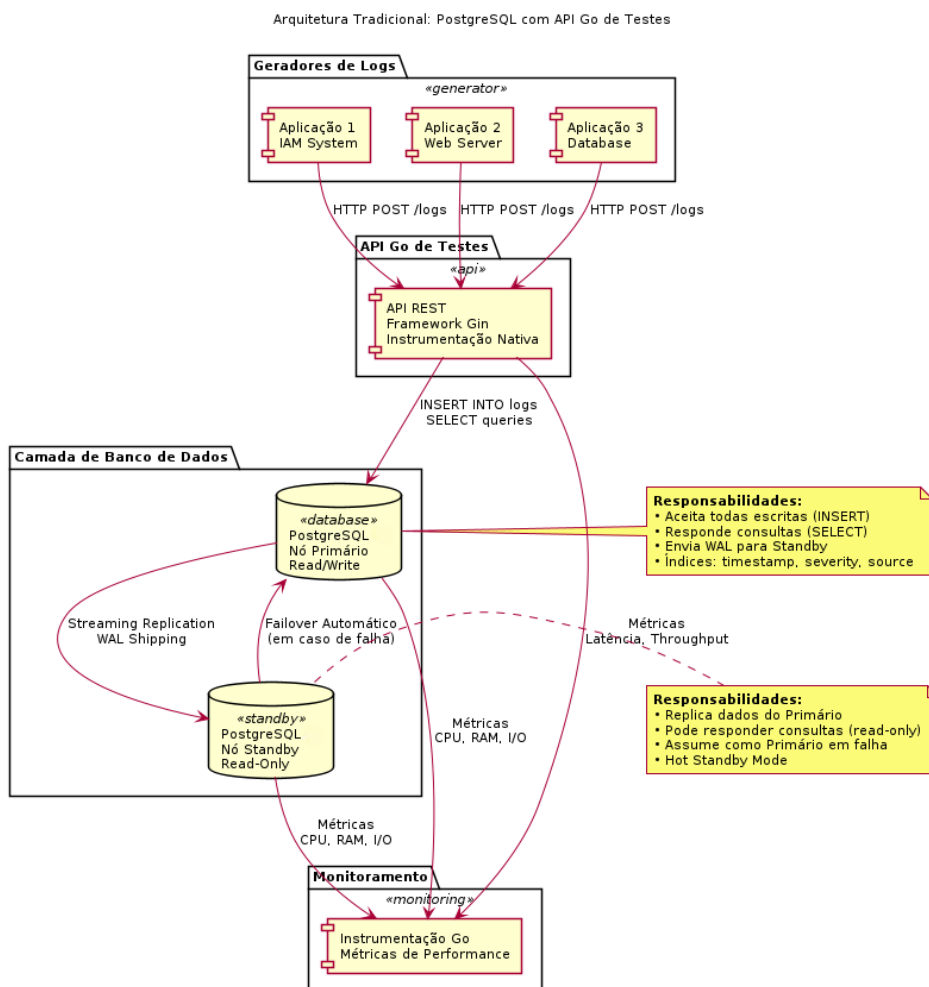 Arquitetura Tradicional: PostgreSQL com API Go de Testes
Geradores de Logs
«generator»
Aplicação 1
IAM System
Aplicação 2
Web Server
Aplicação 3
Database
HTTP POST /logs
HTTP POST /logs
HTTP POST /logs
API Go de Testes
«api»
API REST
Framework Gin
Instrumentação Nativa
INSERT INTO logs
SELECT queries
Camada de Banco de Dados
«database»
PostgreSQL
Nó Primário
Read/Write
Responsabilidades:
• Aceita todas escritas (INSERT)
• Responde consultas (SELECT)
• Envia WAL para Standby
• Índices: timestamp, severity, source
Streaming Replication
WAL Shipping
Failover Automático
(em caso de falha)
Métricas
Latência, Throughput
«standby»
PostgreSQL
Nó Standby
Read-Only
Métricas
CPU, RAM, I/O
Responsabilidades:
• Replica dados do Primário
• Pode responder consultas (read-only)
• Assume como Primário em falha
• Hot Standby Mode
Métricas
CPU, RAM, I/O
Monitoramento
«monitoring»
Instrumentação Go
Métricas de Performance